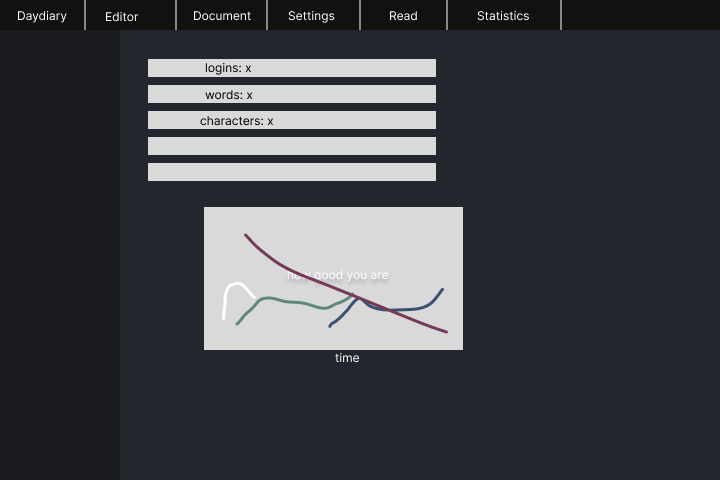 Daydiary Editor Document Settings Read Statistics
logins: x
words: x
characters: x
how good you are
time